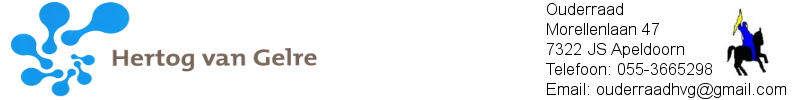 Hertog van Gelre
Ouderraad
Morellenlaan 47
7322 JS Apeldoorn
Telefoon: 055-3665298
Email: ouderraadhvg@gmail.com